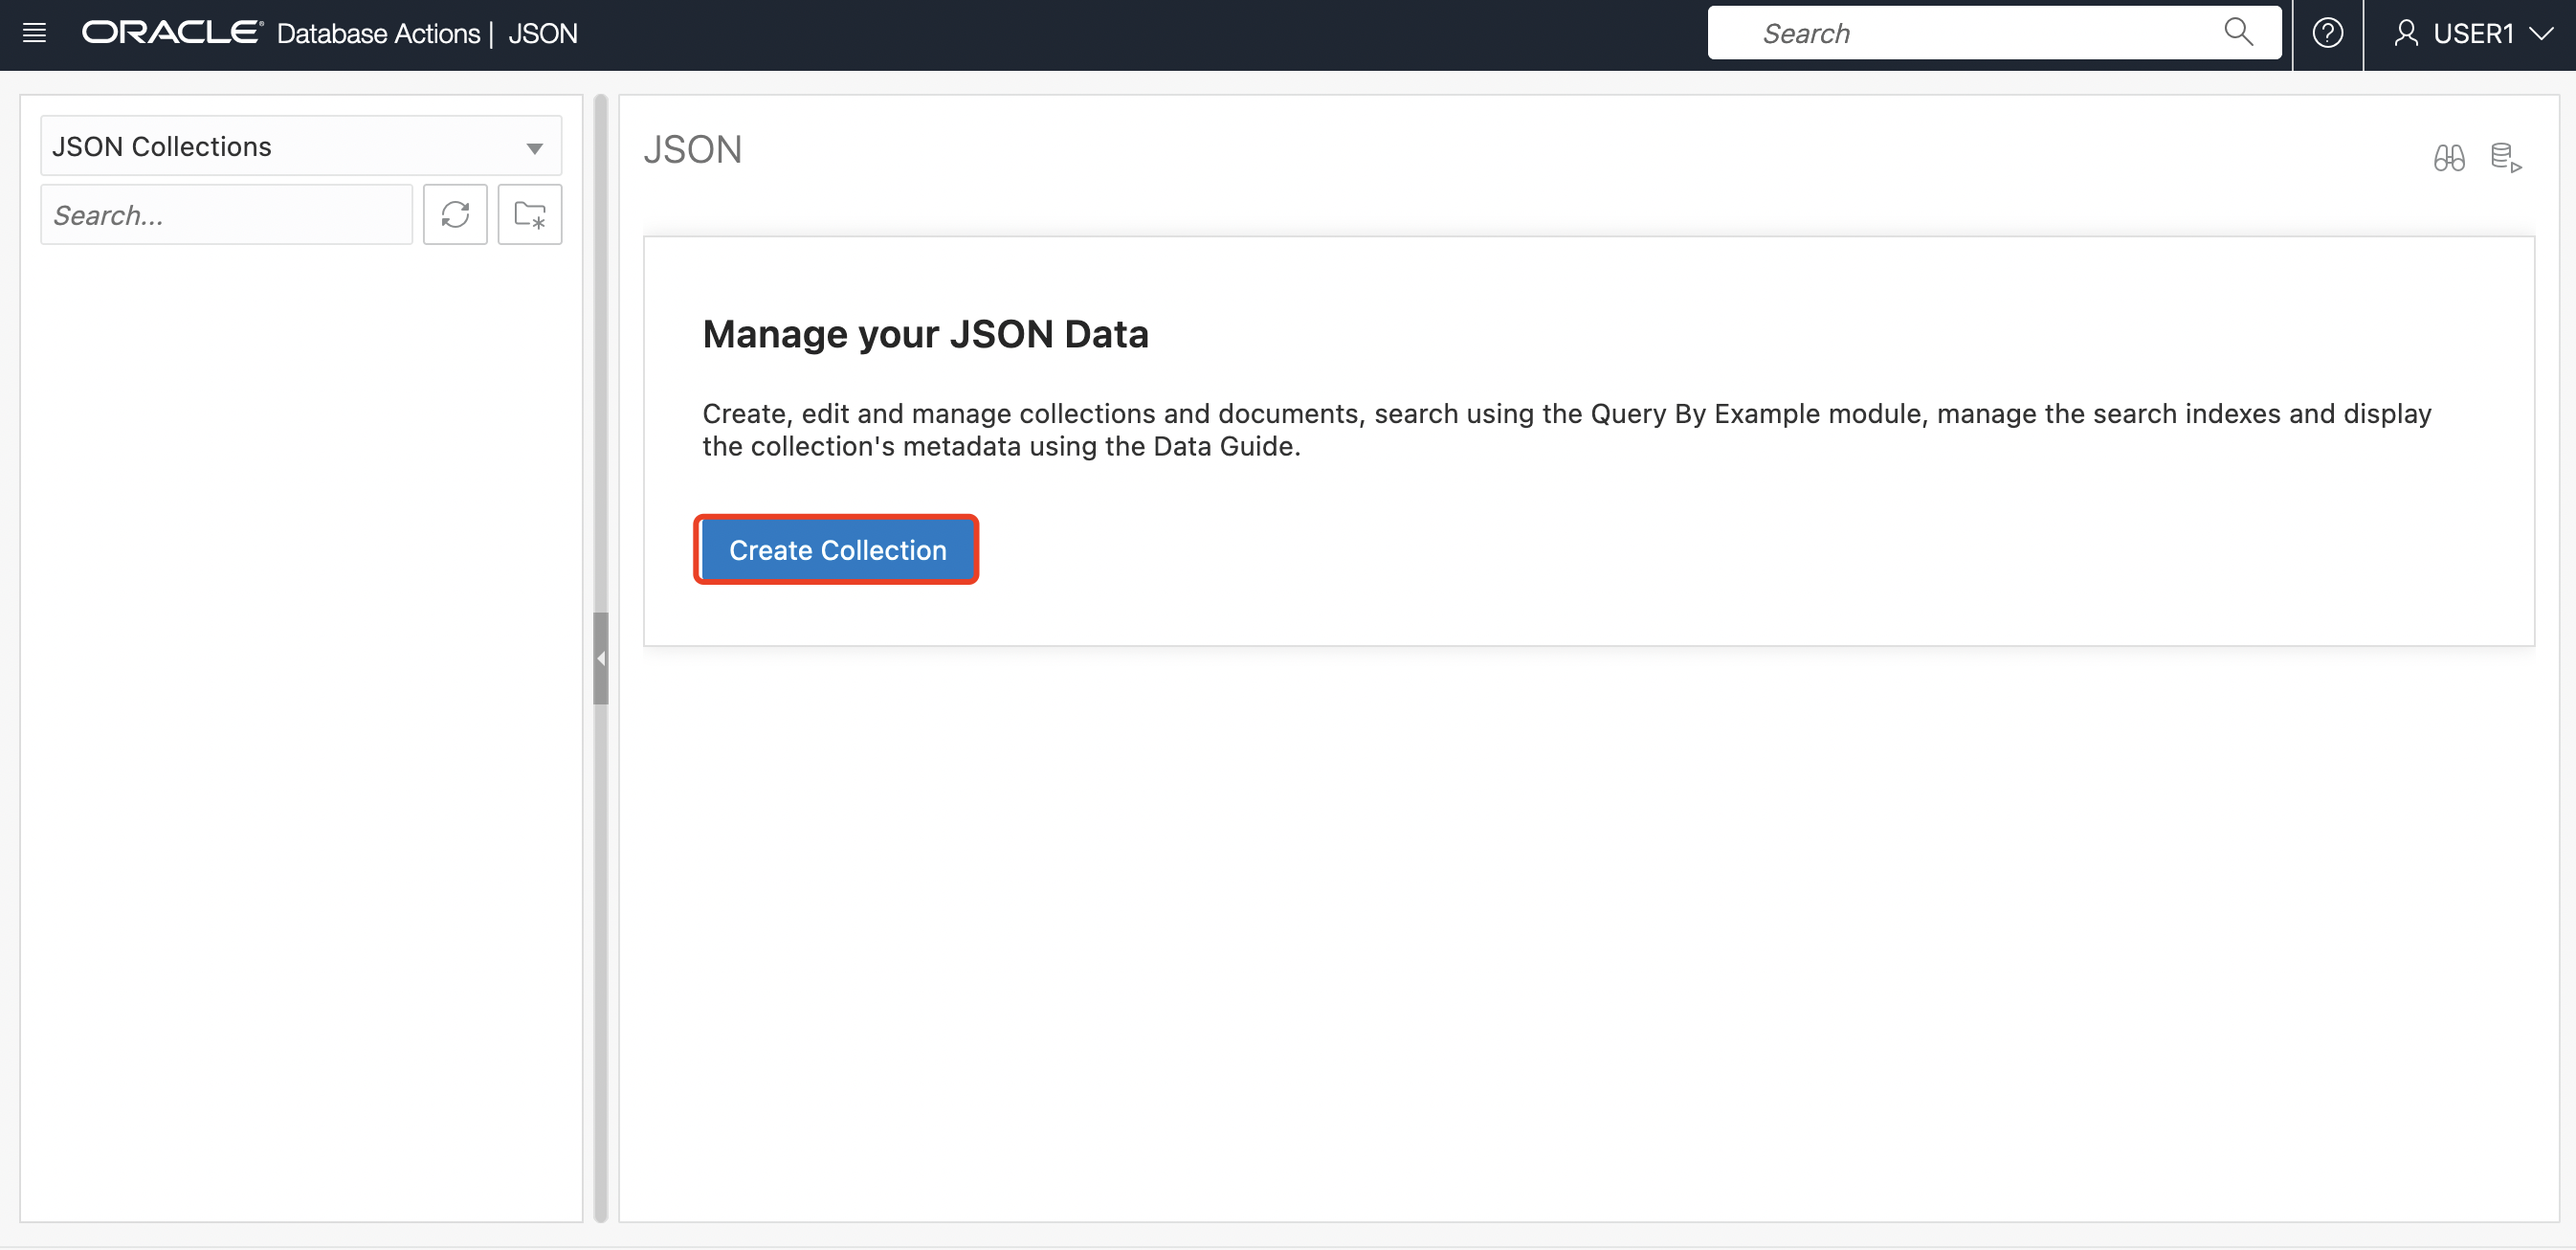 ORACLE® Database Actions | JSON
Search
USER1
JSON Collections
Search...
JSON
Manage your JSON Data
Create, edit and manage collections and documents, search using the Query By Example module, manage the search indexes and display
the collection's metadata using the Data Guide.
Create Collection